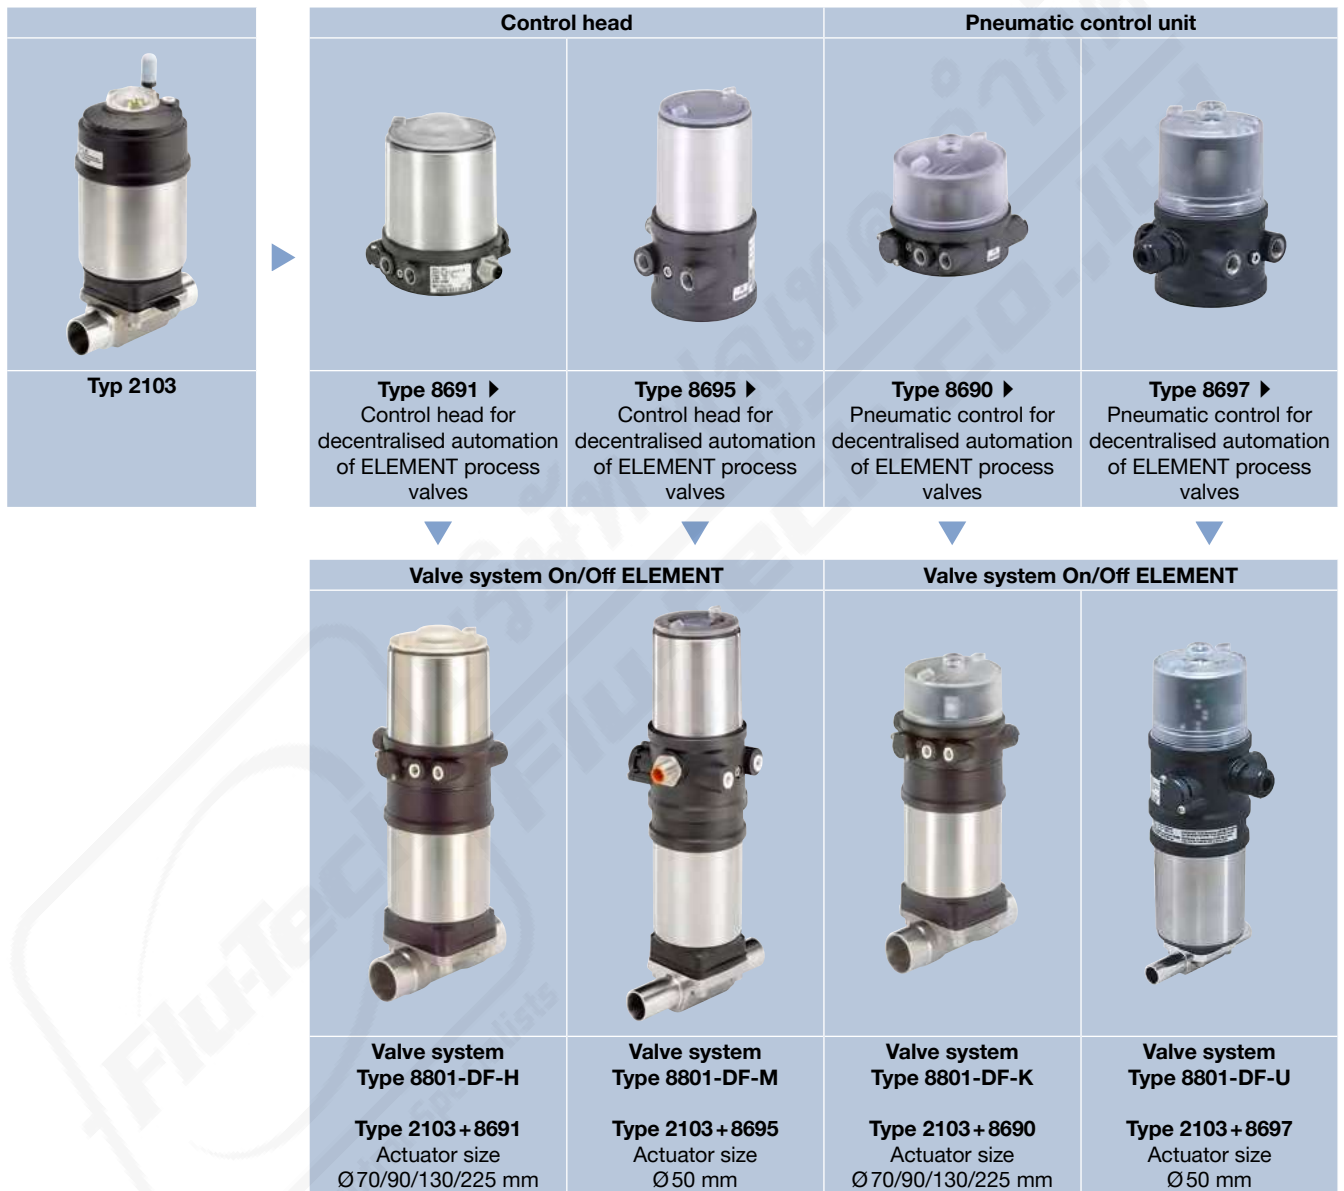 Control head
Pneumatic control unit
Typ 2103
Type 8691
Control head for
decentralised automation
of ELEMENT process
valves
Type 8695
Control head for
decentralised automation
of ELEMENT process
valves
Type 8690
Pneumatic control for
decentralised automation
of ELEMENT process
valves
Type 8697
Pneumatic control for
decentralised automation
of ELEMENT process
valves
Valve system On/Off ELEMENT
Valve system On/Off ELEMENT
Valve system
Type 8801-DF-H
Type 2103+8691
Actuator size
Ø70/90/130/225 mm
Valve system
Type 8801-DF-M
Type 2103+8695
Actuator size
Ø50 mm
Valve system
Type 8801-DF-K
Type 2103+8690
Actuator size
Ø70/90/130/225 mm
Valve system
Type 8801-DF-U
Type 2103+8697
Actuator size
Ø50 mm
Flu-Tech
Flu-Tech Co.,Ltd